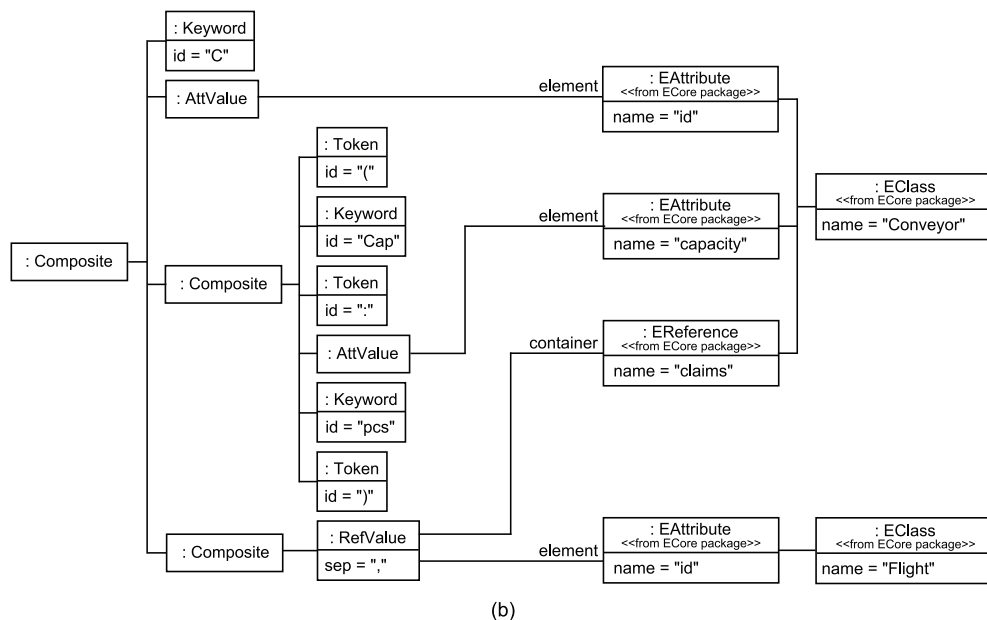 : Keyword
id = "C"
: AttValue
element
: EAttribute
<<from ECore package>>
name = "id"
: Token
id = "("
: Keyword
id = "Cap"
element
: EAttribute
<<from ECore package>>
name = "capacity"
: EClass
<<from ECore package>>
name = "Conveyor"
: Composite
: Composite
: Token
id = ":"
: AttValue
container
: EReference
<<from ECore package>>
name = "claims"
: Keyword
id = "pcs"
: Token
id = ")"
: Composite
: RefValue
sep = ","
element
: EAttribute
<<from ECore package>>
name = "id"
: EClass
<<from ECore package>>
name = "Flight"
(b)